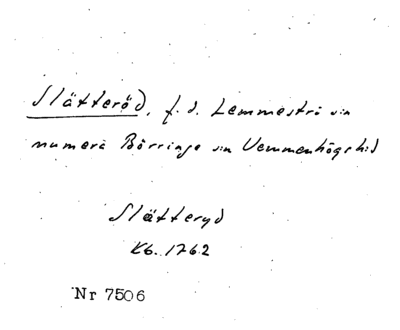 Slätteröd, f. d. Lemmeströ sn
numera Börringe sn Vemmenhögs hd
Slätteryd
Kb. 1762
Nr 7506